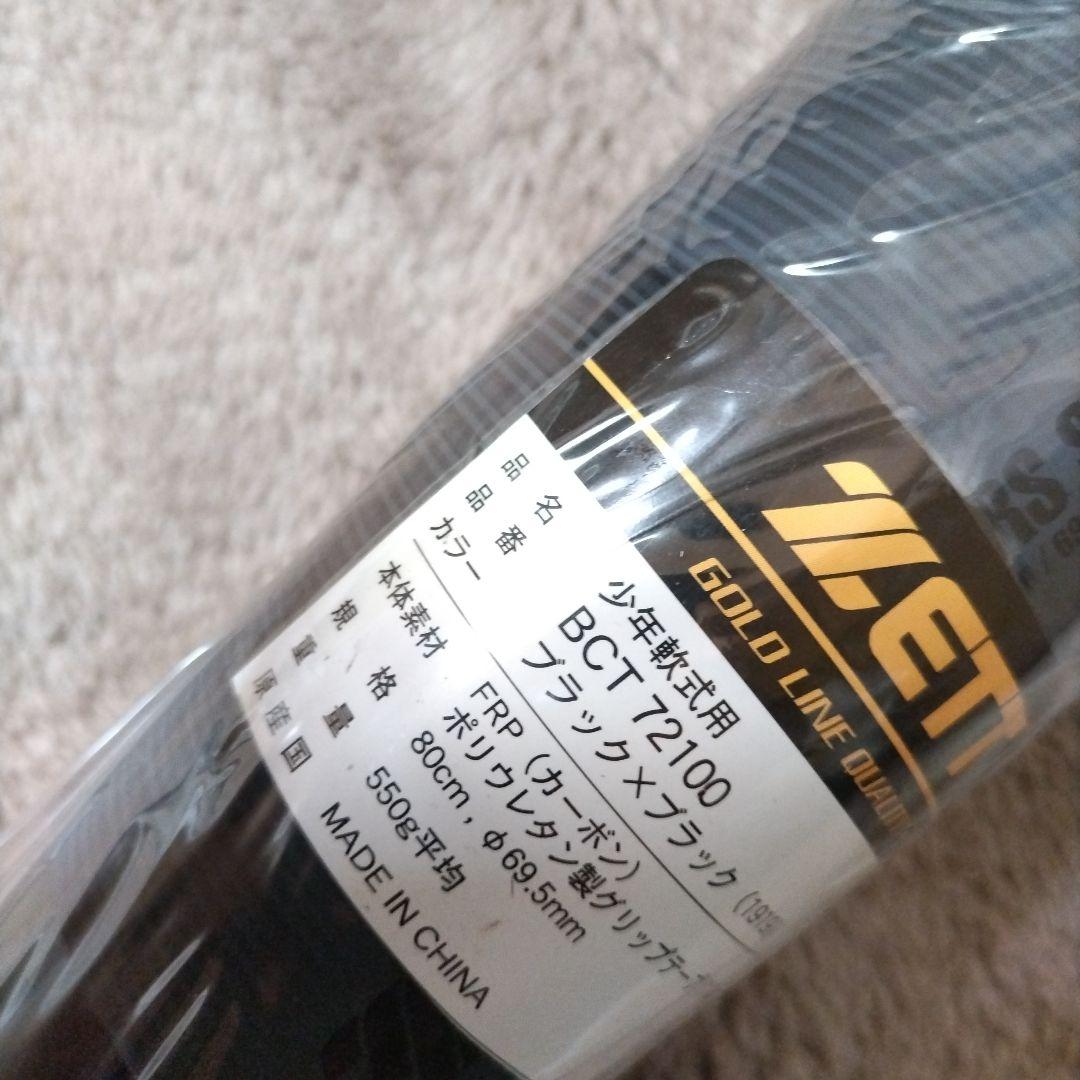 ZETT
GOLD LINE QUALIT
品名 少年軟式用
品番 BCT 72100
カラー ブラック×ブラック (1919
本体素材 FRP（カーボン）
ポリウレタン製グリップテー
規格 80cm, φ69.5mm
重量 550g平均
原産国 MADE IN CHINA